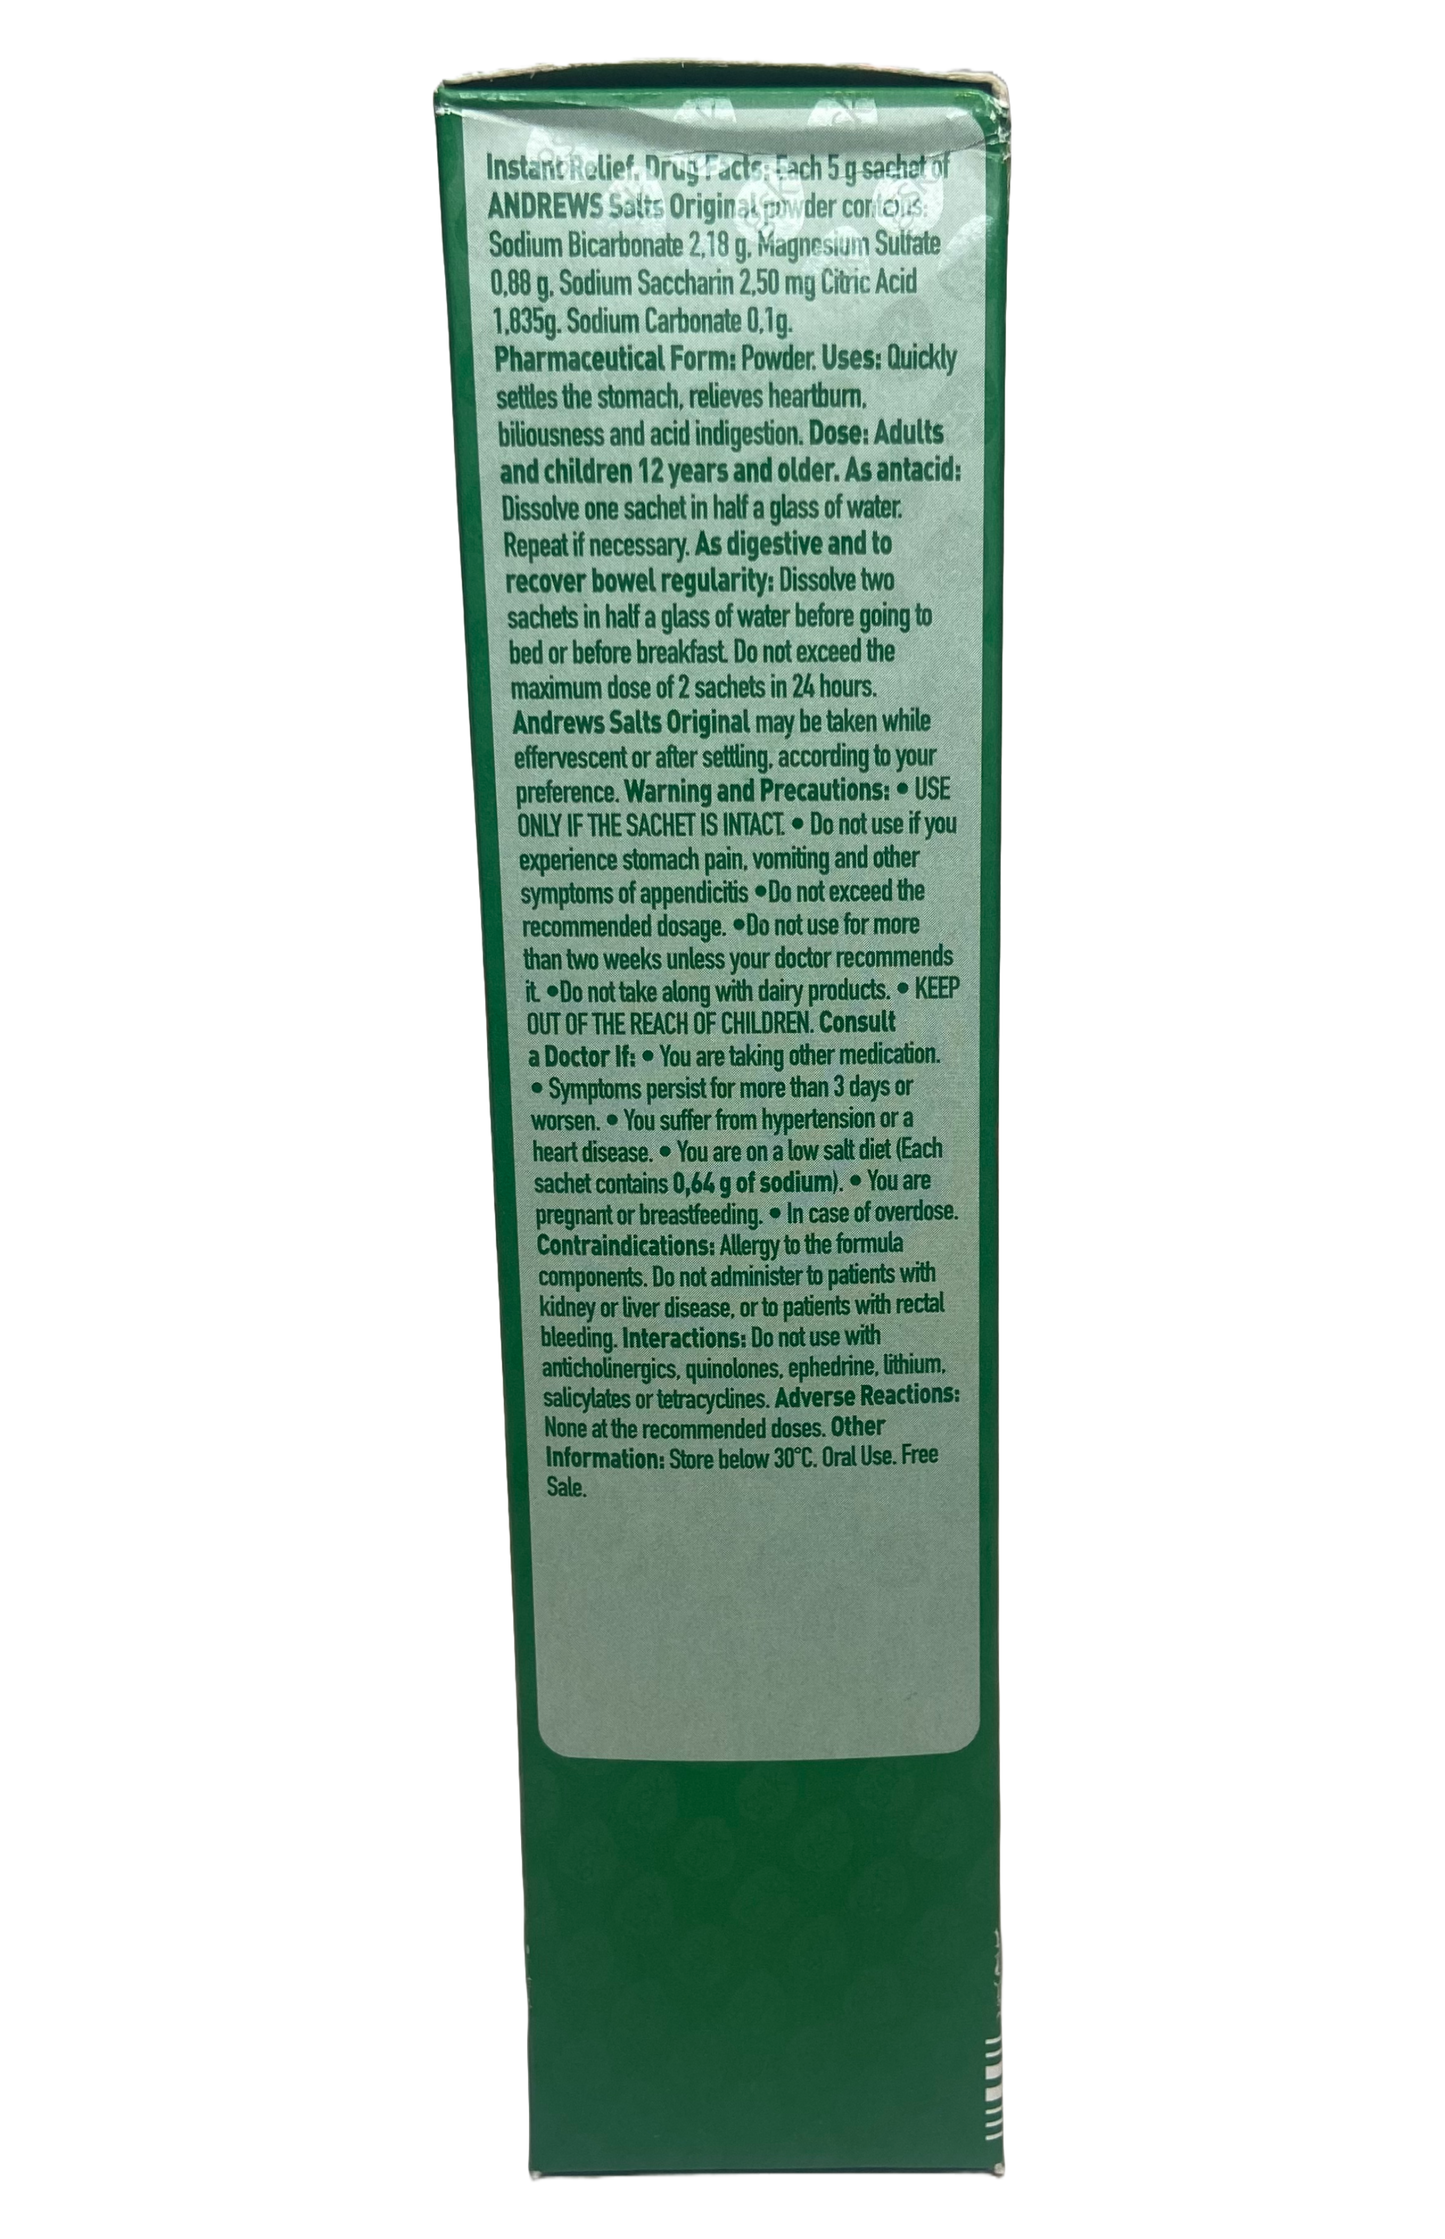 Instant Relief. Drug Facts: Each 5 g sachet of
ANDREWS Salts Original powder contains:
Sodium Bicarbonate 2,18 g. Magnesium Sulfate
0,88 g. Sodium Saccharin 2,50 mg Citric Acid
1,835g. Sodium Carbonate 0,1g.
Pharmaceutical Form: Powder. Uses: Quickly
settles the stomach, relieves heartburn,
biliousness and acid indigestion. Dose: Adults
and children 12 years and older. As antacid:
Dissolve one sachet in half a glass of water.
Repeat if necessary. As digestive and to
recover bowel regularity: Dissolve two
sachets in half a glass of water before going to
bed or before breakfast. Do not exceed the
maximum dose of 2 sachets in 24 hours.
Andrews Salts Original may be taken while
effervescent or after settling, according to your
preference. Warning and Precautions: • USE
ONLY IF THE SACHET IS INTACT. • Do not use if you
experience stomach pain, vomiting and other
symptoms of appendicitis •Do not exceed the
recommended dosage. •Do not use for more
than two weeks unless your doctor recommends
it. •Do not take along with dairy products. • KEEP
OUT OF THE REACH OF CHILDREN. Consult
a Doctor If: • You are taking other medication.
• Symptoms persist for more than 3 days or
worsen. • You suffer from hypertension or a
heart disease. • You are on a low salt diet (Each
sachet contains 0,64 g of sodium). • You are
pregnant or breastfeeding. • In case of overdose.
Contraindications: Allergy to the formula
components. Do not administer to patients with
kidney or liver disease, or to patients with rectal
bleeding. Interactions: Do not use with
anticholinergics, quinolones, ephedrine, lithium,
salicylates or tetracyclines. Adverse Reactions:
None at the recommended doses. Other
Information: Store below 30°C. Oral Use. Free
Sale.